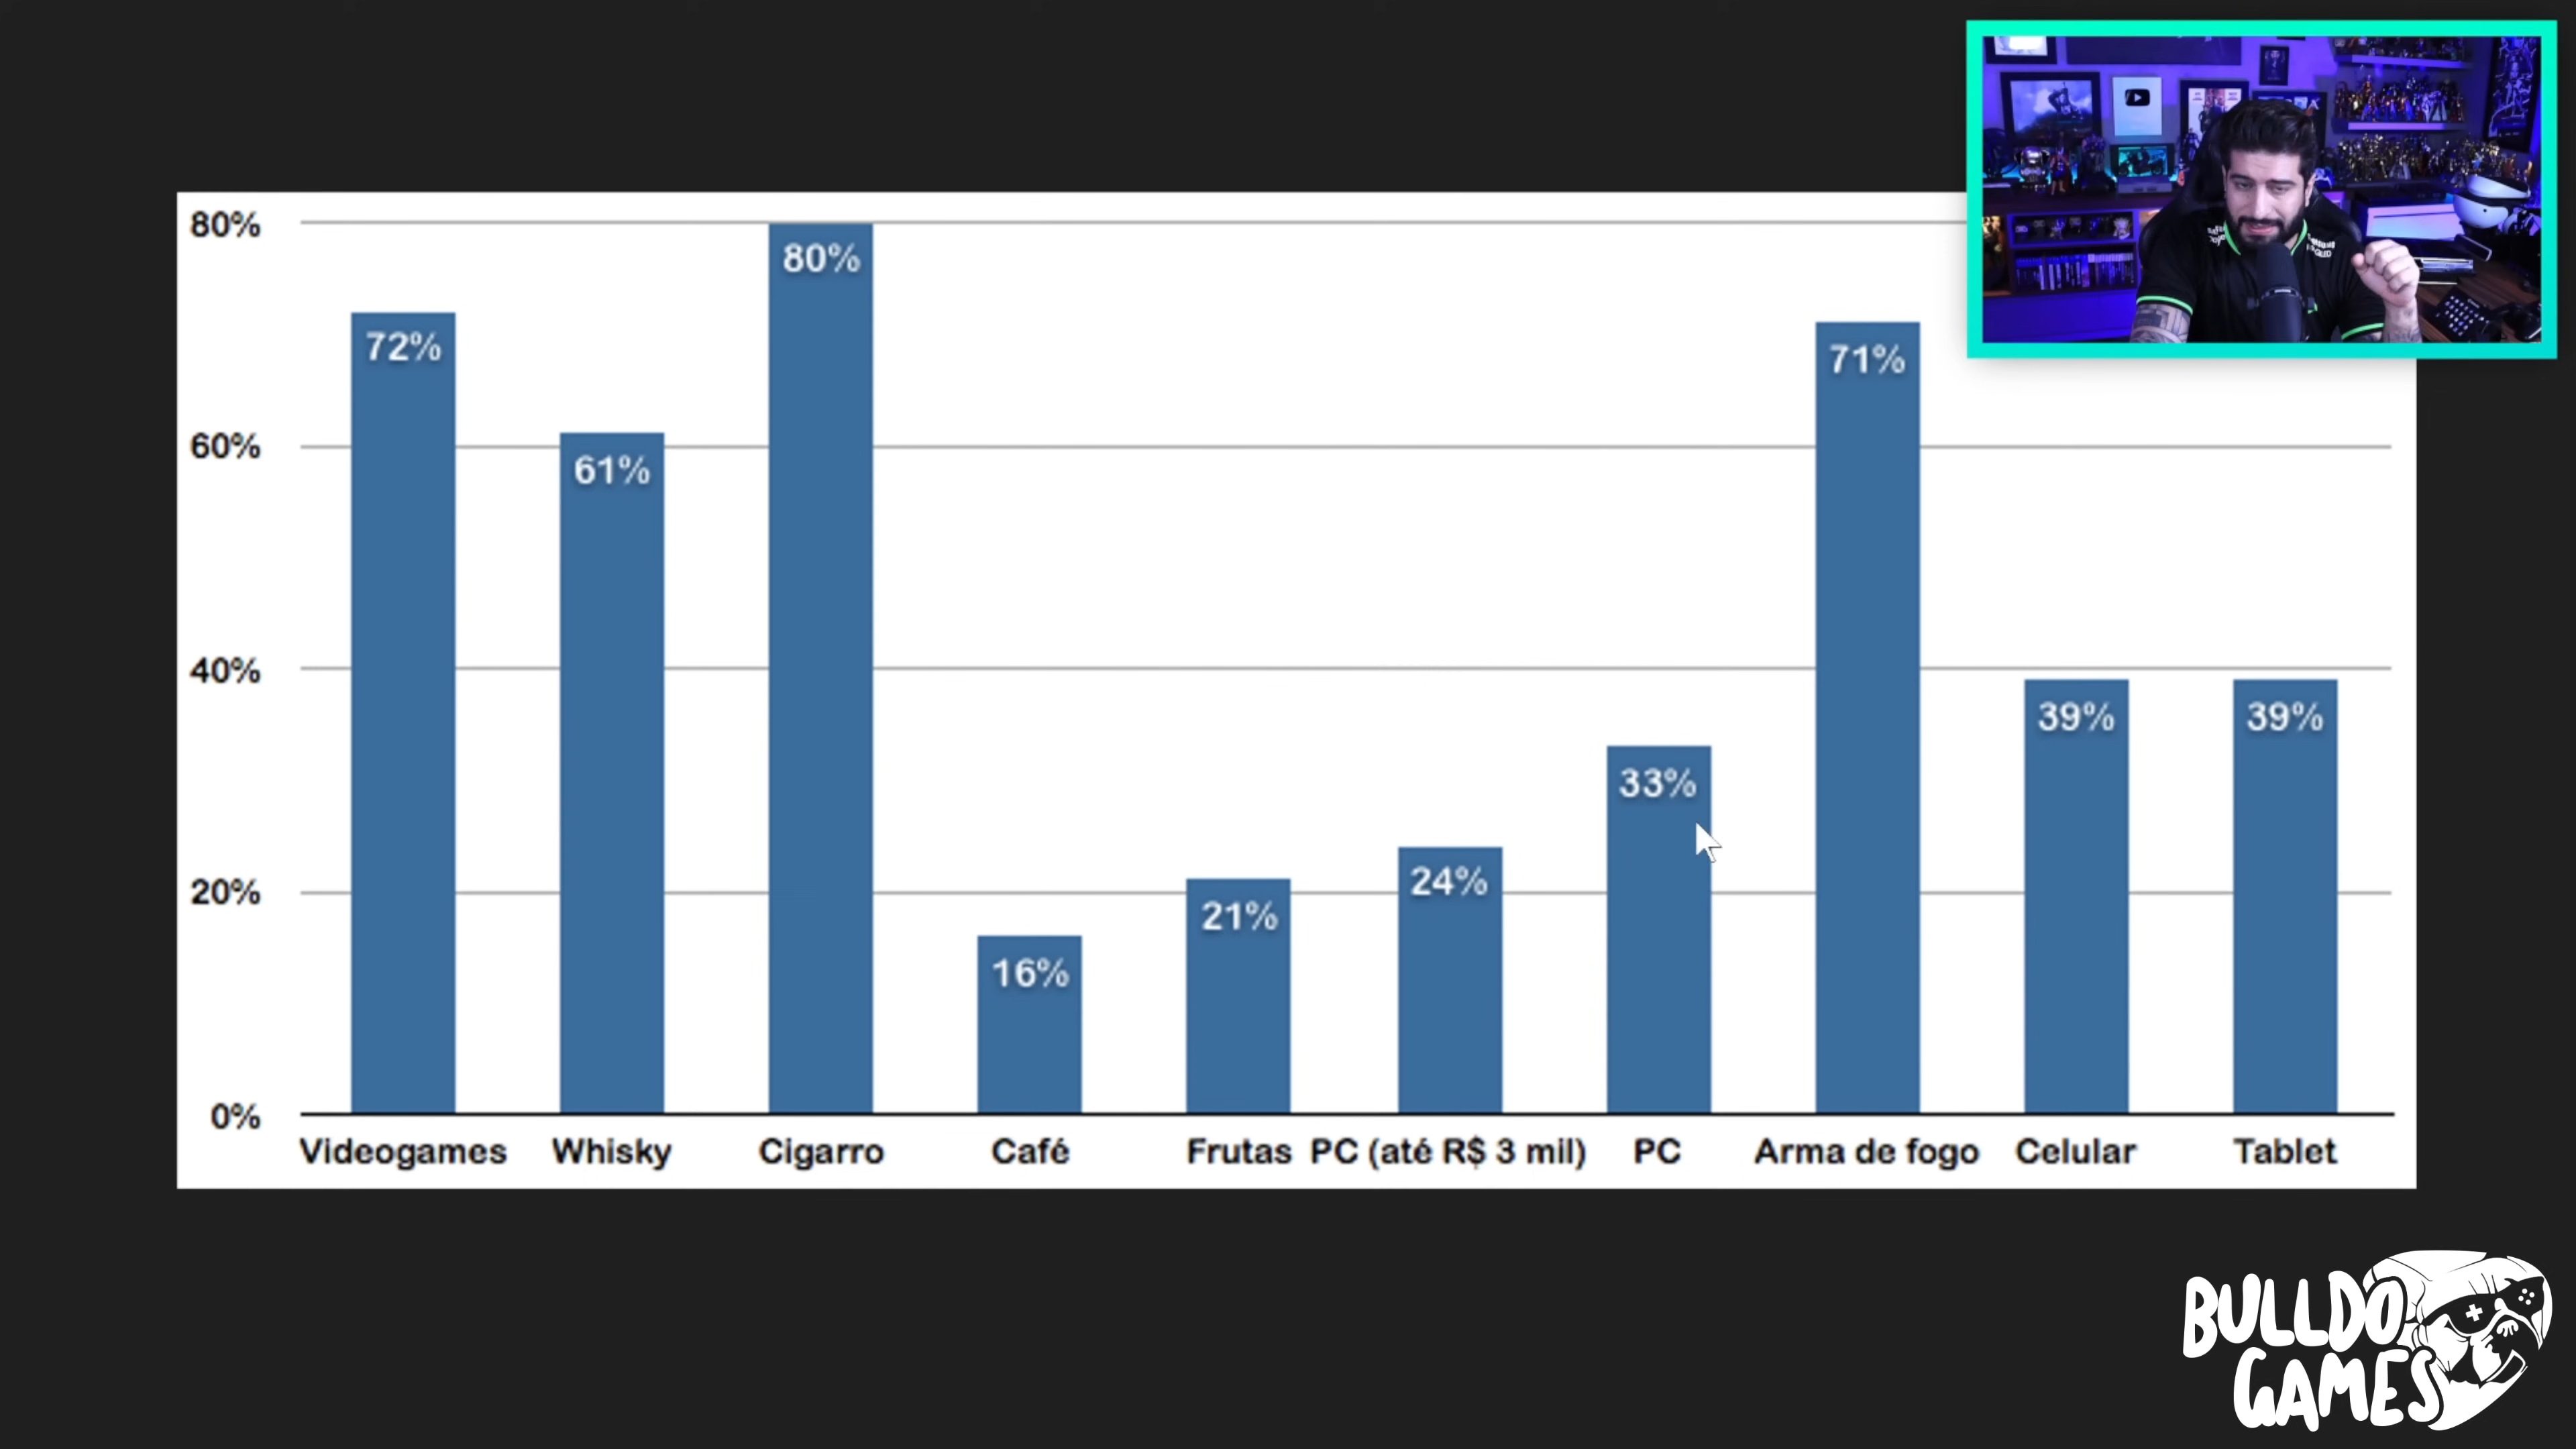 80%
60%
40%
20%
0%
72%
61%
80%
16%
21%
24%
33%
71%
39%
39%
Videogames
Whisky
Cigarro
Café
Frutas
PC (até R$ 3 mil)
PC
Arma de fogo
Celular
Tablet
BULLDO
GAMES